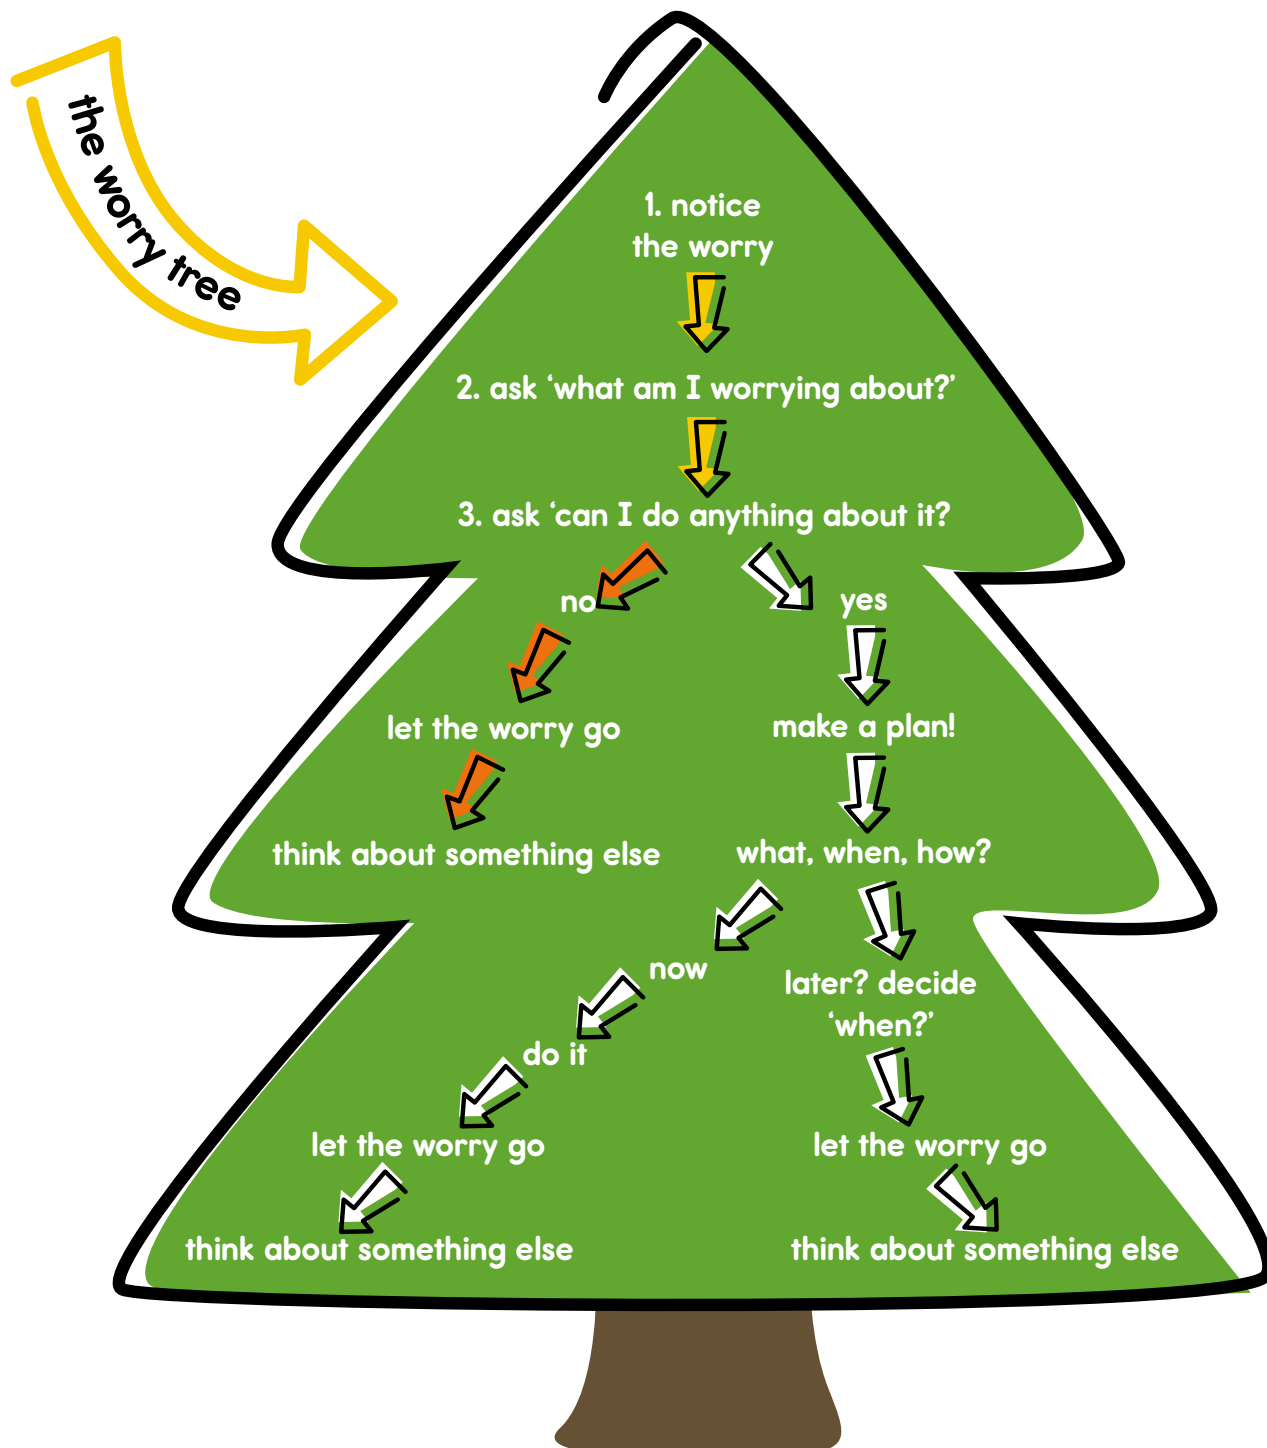 the worry tree
1. notice
the worry
2. ask ‘what am I worrying about?’
3. ask ‘can I do anything about it?
no
yes
let the worry go
make a plan!
think about something else
what, when, how?
now
later? decide
‘when?’
do it
let the worry go
let the worry go
think about something else
think about something else